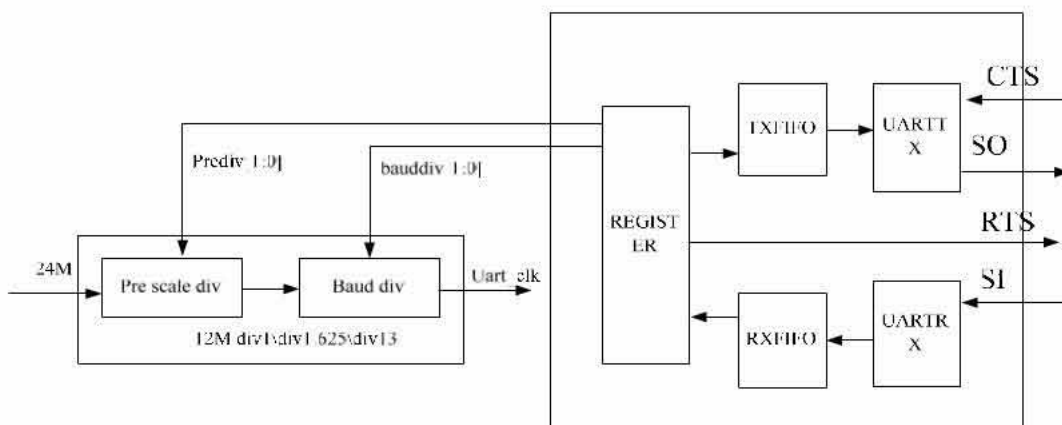 CTS
TXFIFO
UARTT
X
SO
Prediv 1:0]
bauddiv 1:0]
REGIST
ER
RTS
24M
Pre scale div
Baud div
Uart clk
SI
12M div1\div1 625\div13
RXFIFO
UARTR
X